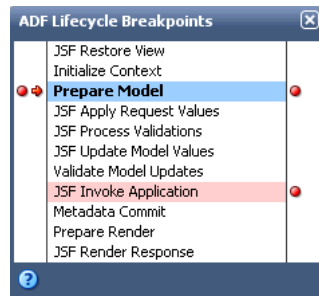 ADF Lifecycle Breakpoints
JSF Restore View
Initialize Context
Prepare Model
JSF Apply Request Values
JSF Process Validations
JSF Update Model Values
Validate Model Updates
JSF Invoke Application
Metadata Commit
Prepare Render
JSF Render Response
?